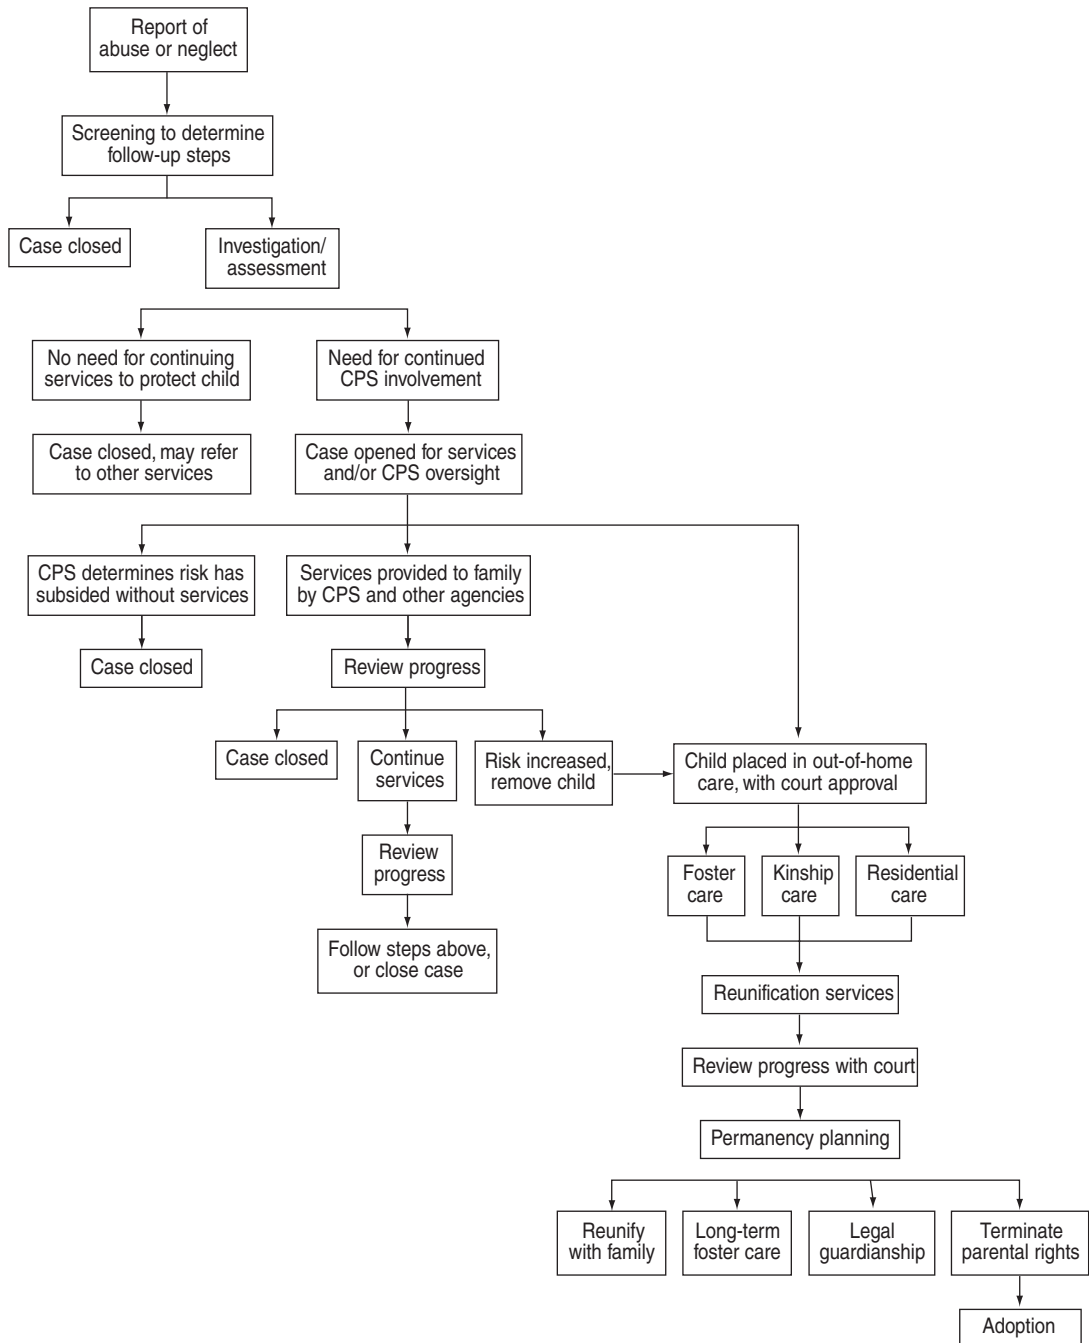 Report of
abuse or neglect
Screening to determine
follow-up steps
Case closed
Investigation/
assessment
No need for continuing
services to protect child
Need for continued
CPS involvement
Case closed, may refer
to other services
Case opened for services
and/or CPS oversight
CPS determines risk has
subsided without services
Services provided to family
by CPS and other agencies
Case closed
Review progress
Case closed
Continue
services
Risk increased,
remove child
Child placed in out-of-home
care, with court approval
Review
progress
Foster
care
Kinship
care
Residential
care
Follow steps above,
or close case
Reunification services
Review progress with court
Permanency planning
Reunify
with family
Long-term
foster care
Legal
guardianship
Terminate
parental rights
Adoption